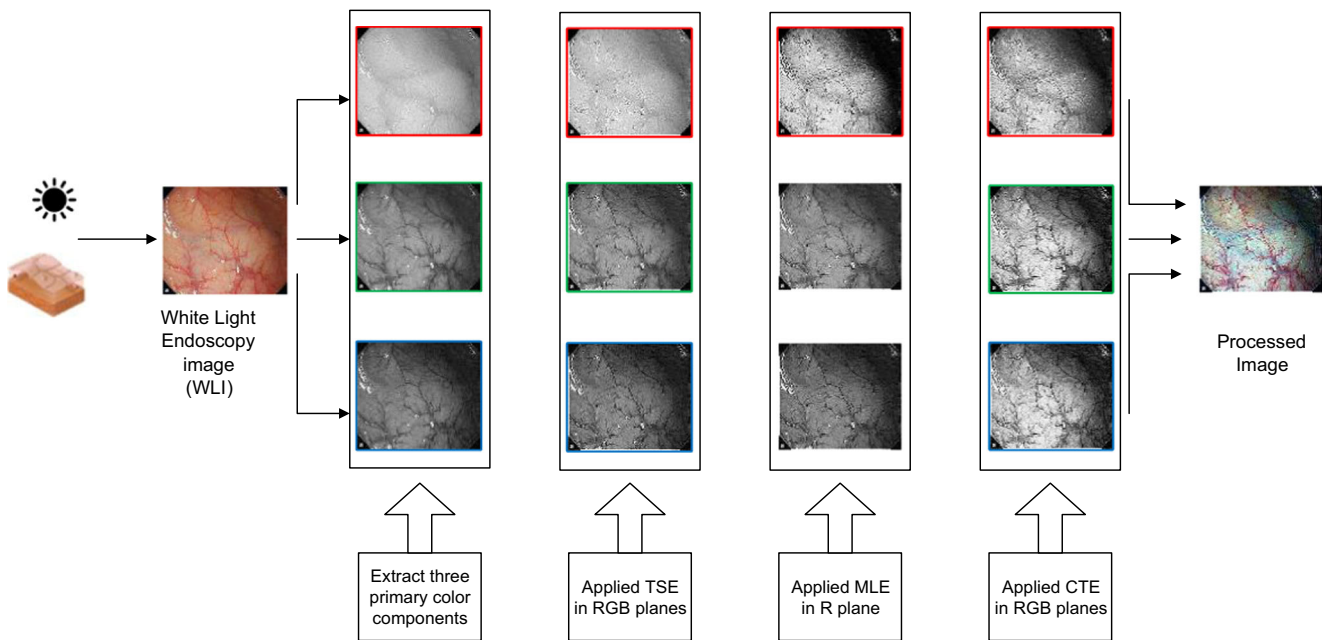 White Light
Endoscopy
image
(WLI)
Processed
Image
Extract three
primary color
components
Applied TSE
in RGB planes
Applied MLE
in R plane
Applied CTE
in RGB planes